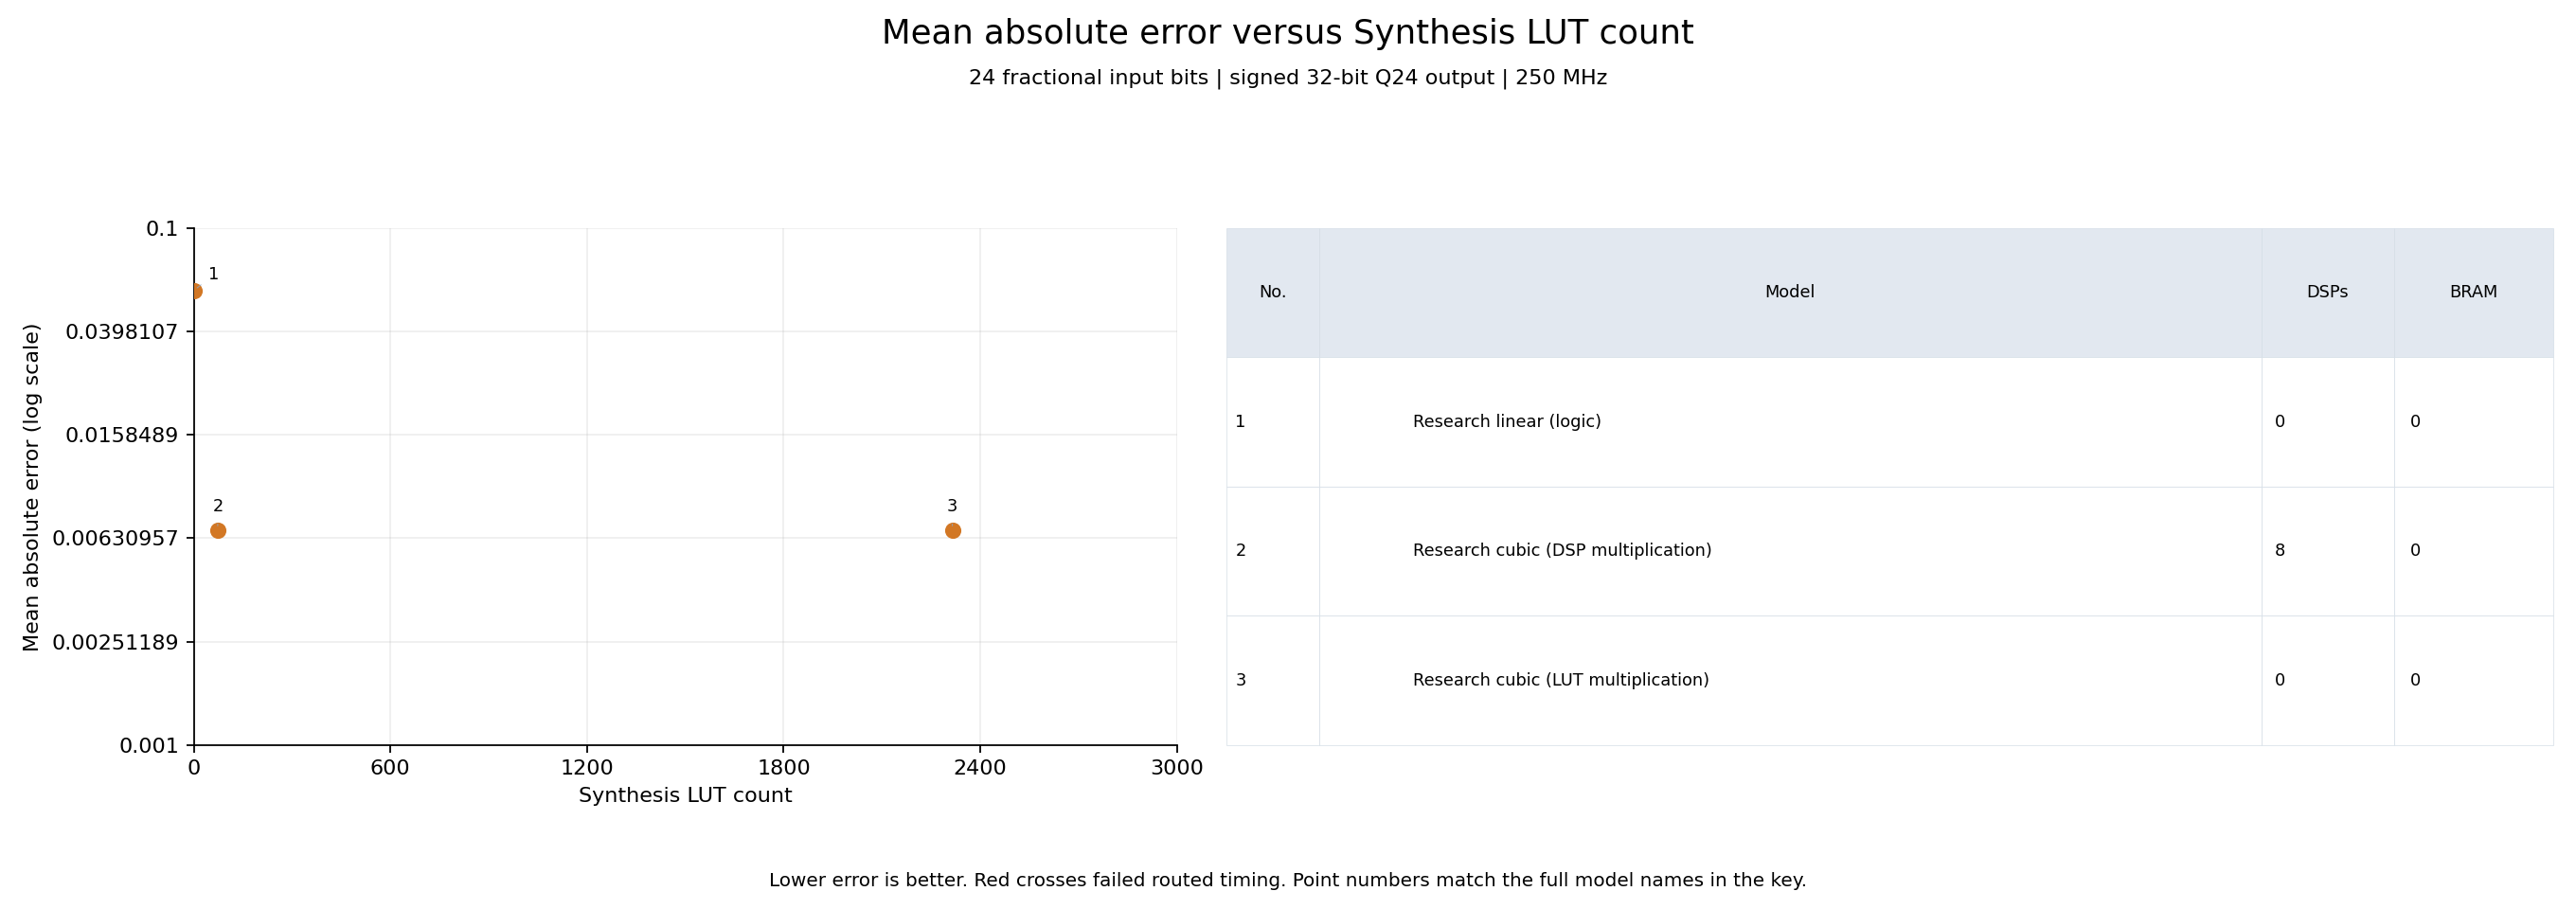 Mean absolute error versus Synthesis LUT count
24 fractional input bits | signed 32-bit Q24 output | 250 MHz
Mean absolute error (log scale)
0.1
0.0398107
0.0158489
0.00630957
0.00251189
0.001
1
2
3
0 600 1200 1800 2400 3000
Synthesis LUT count
No. Model DSPs BRAM
1 Research linear (logic) 0 0
2 Research cubic (DSP multiplication) 8 0
3 Research cubic (LUT multiplication) 0 0
Lower error is better. Red crosses failed routed timing. Point numbers match the full model names in the key.